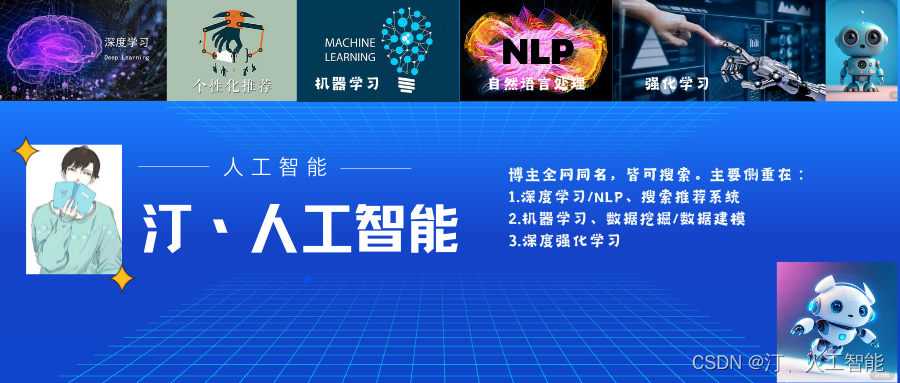 深度学习
Deep Learning
个性化推荐
MACHINE
LEARNING
机器学习
NLP
自然语言处理
强化学习
人工智能
汀、人工智能
博主全网同名，皆可搜索。主要侧重在：
1.深度学习/NLP、搜索推荐系统
2.机器学习、数据挖掘/数据建模
3.深度强化学习
CSDN @汀、人工智能